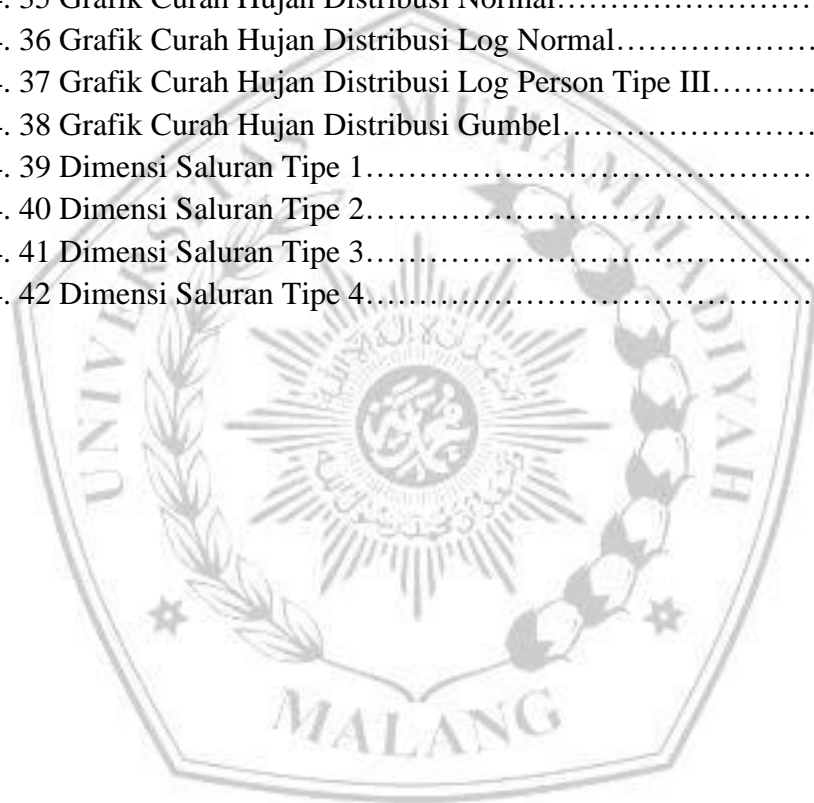 . 35 Grafik Curah Hujan Distribusi Normal……………………
. 36 Grafik Curah Hujan Distribusi Log Normal…………………
. 37 Grafik Curah Hujan Distribusi Log Person Tipe III………
. 38 Grafik Curah Hujan Distribusi Gumbel………………………
. 39 Dimensi Saluran Tipe 1…………………………………………
. 40 Dimensi Saluran Tipe 2…………………………………………
. 41 Dimensi Saluran Tipe 3…………………………………………
. 42 Dimensi Saluran Tipe 4…………………………………………
UNIVERSITAS MUHAMMADIYAH
MALANG